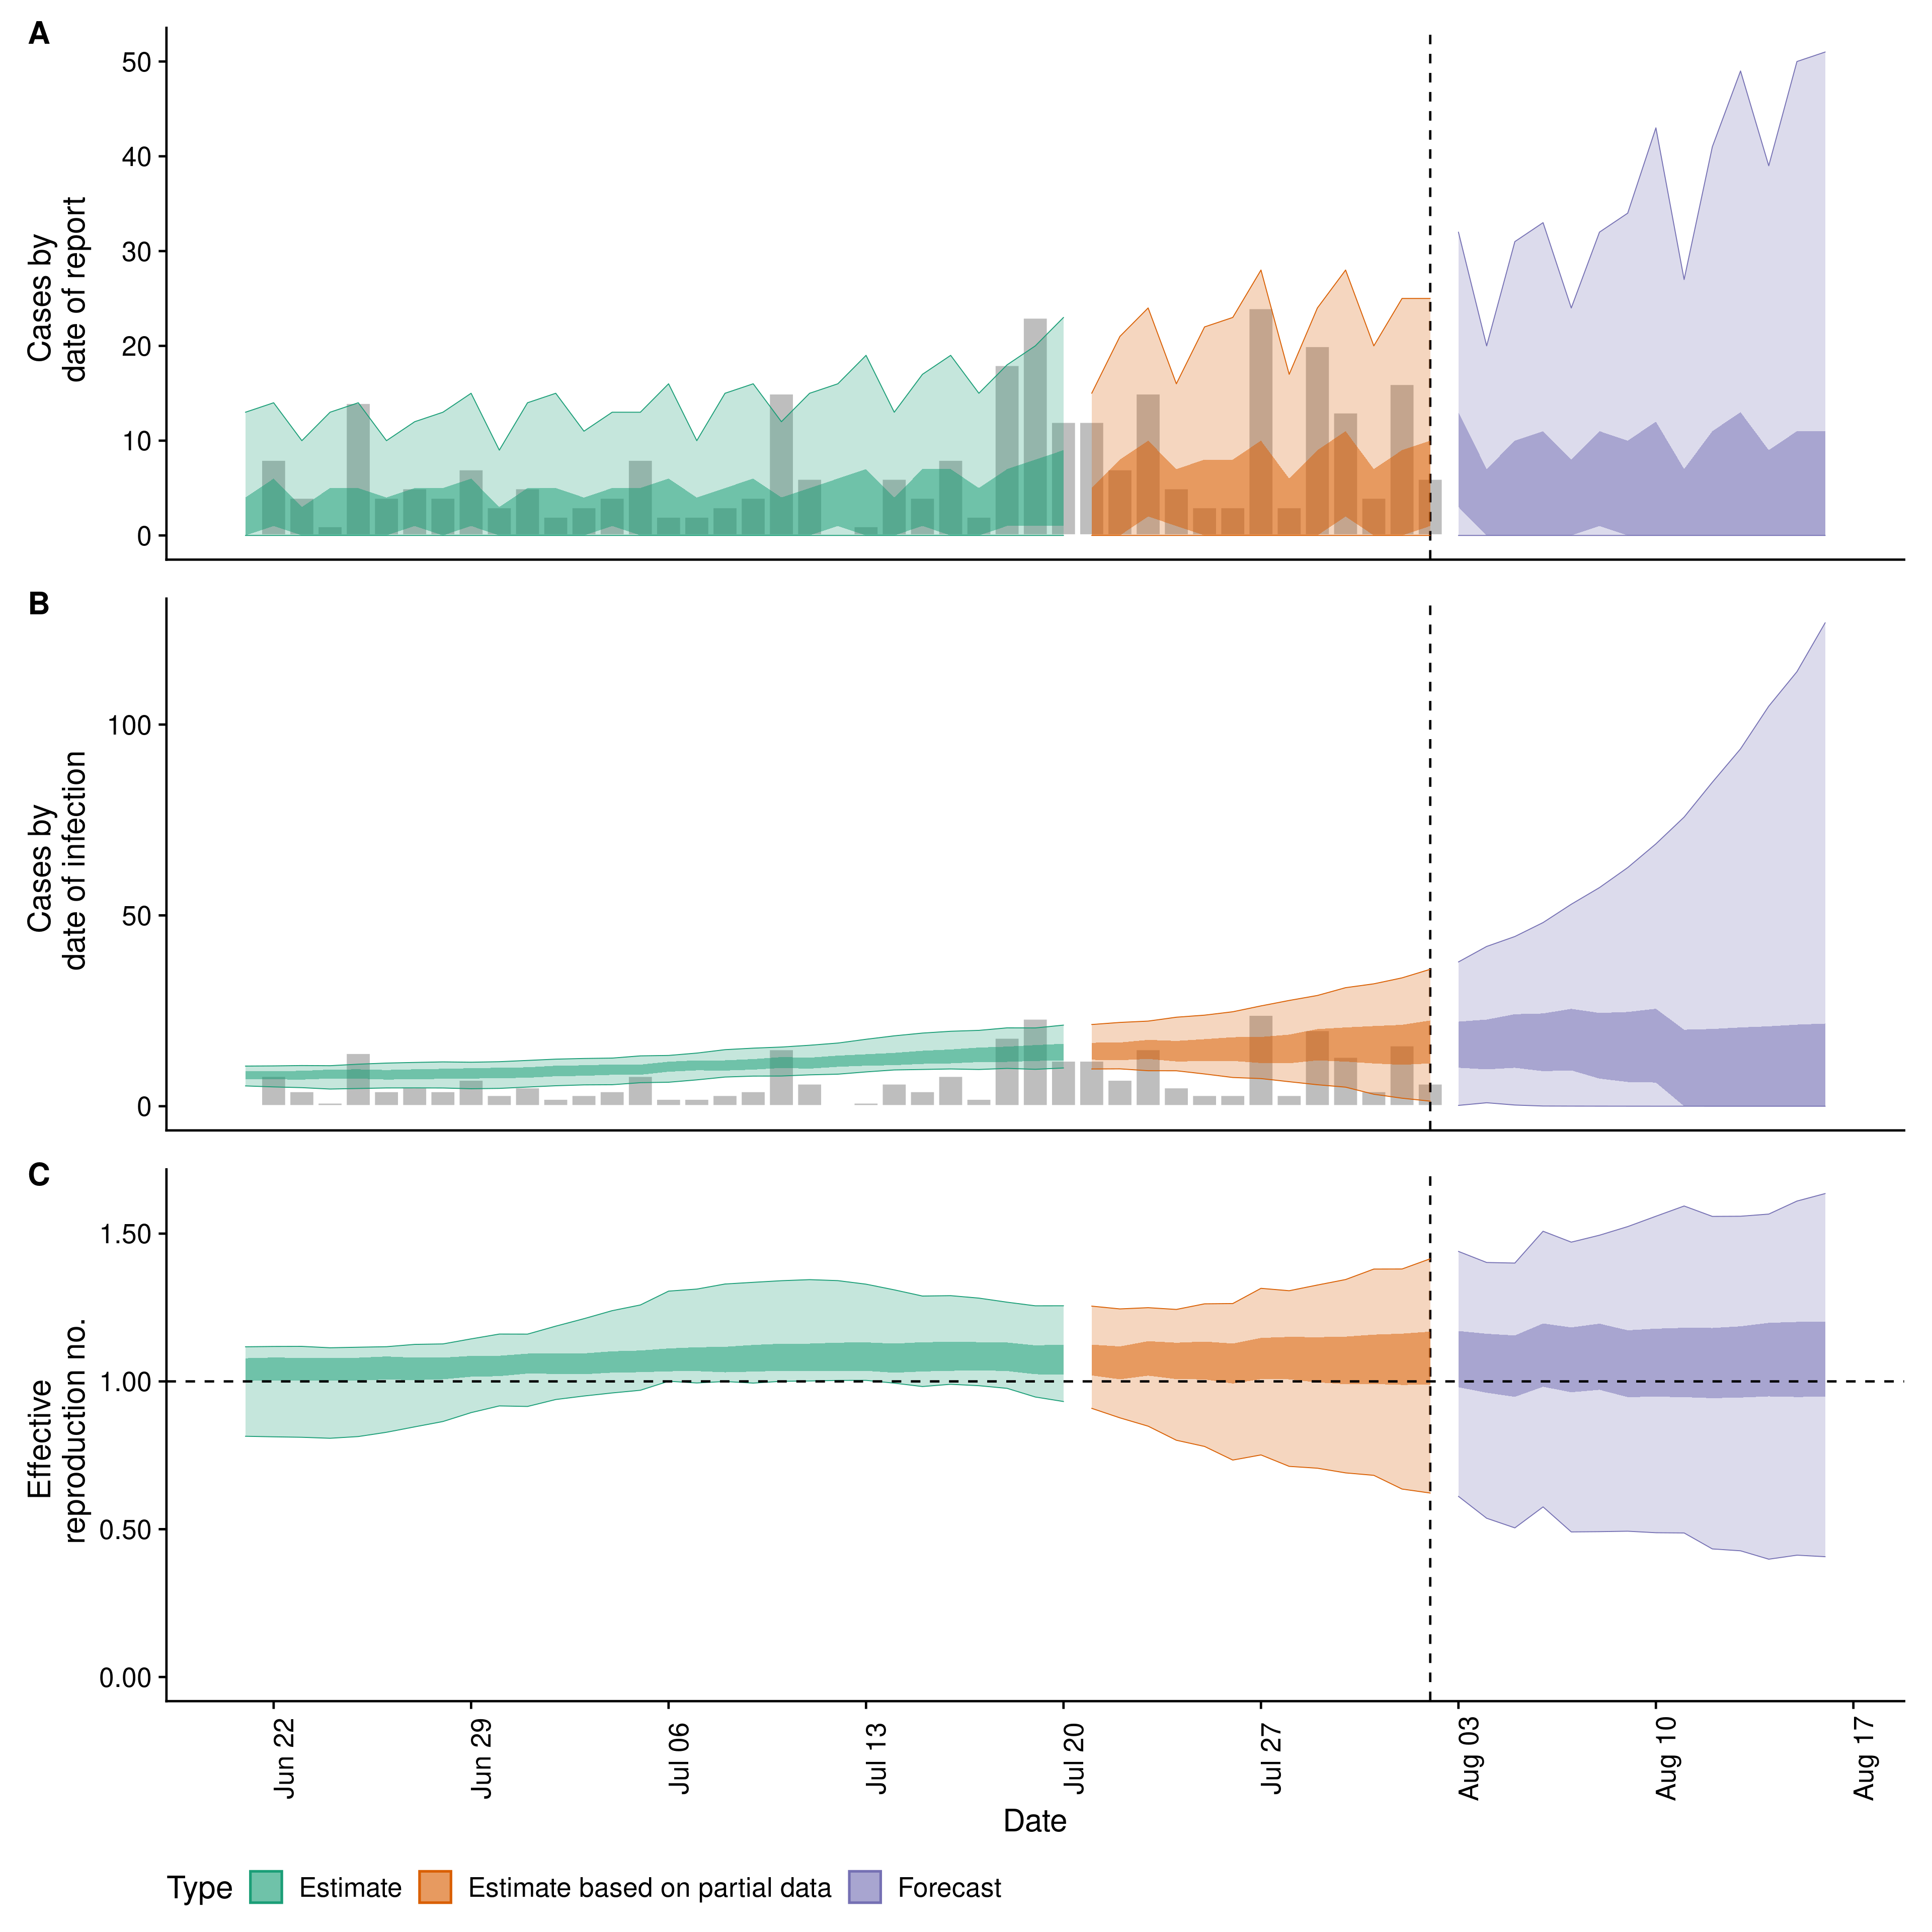 A
50
40
30
20
10
0
Cases by
date of report
B
100
50
0
Cases by
date of infection
C
1.50
1.00
0.50
0.00
Effective
reproduction no.
Jun 22
Jun 29
Jul 06
Jul 13
Jul 20
Jul 27
Aug 03
Aug 10
Aug 17
Date
Type Estimate Estimate based on partial data Forecast